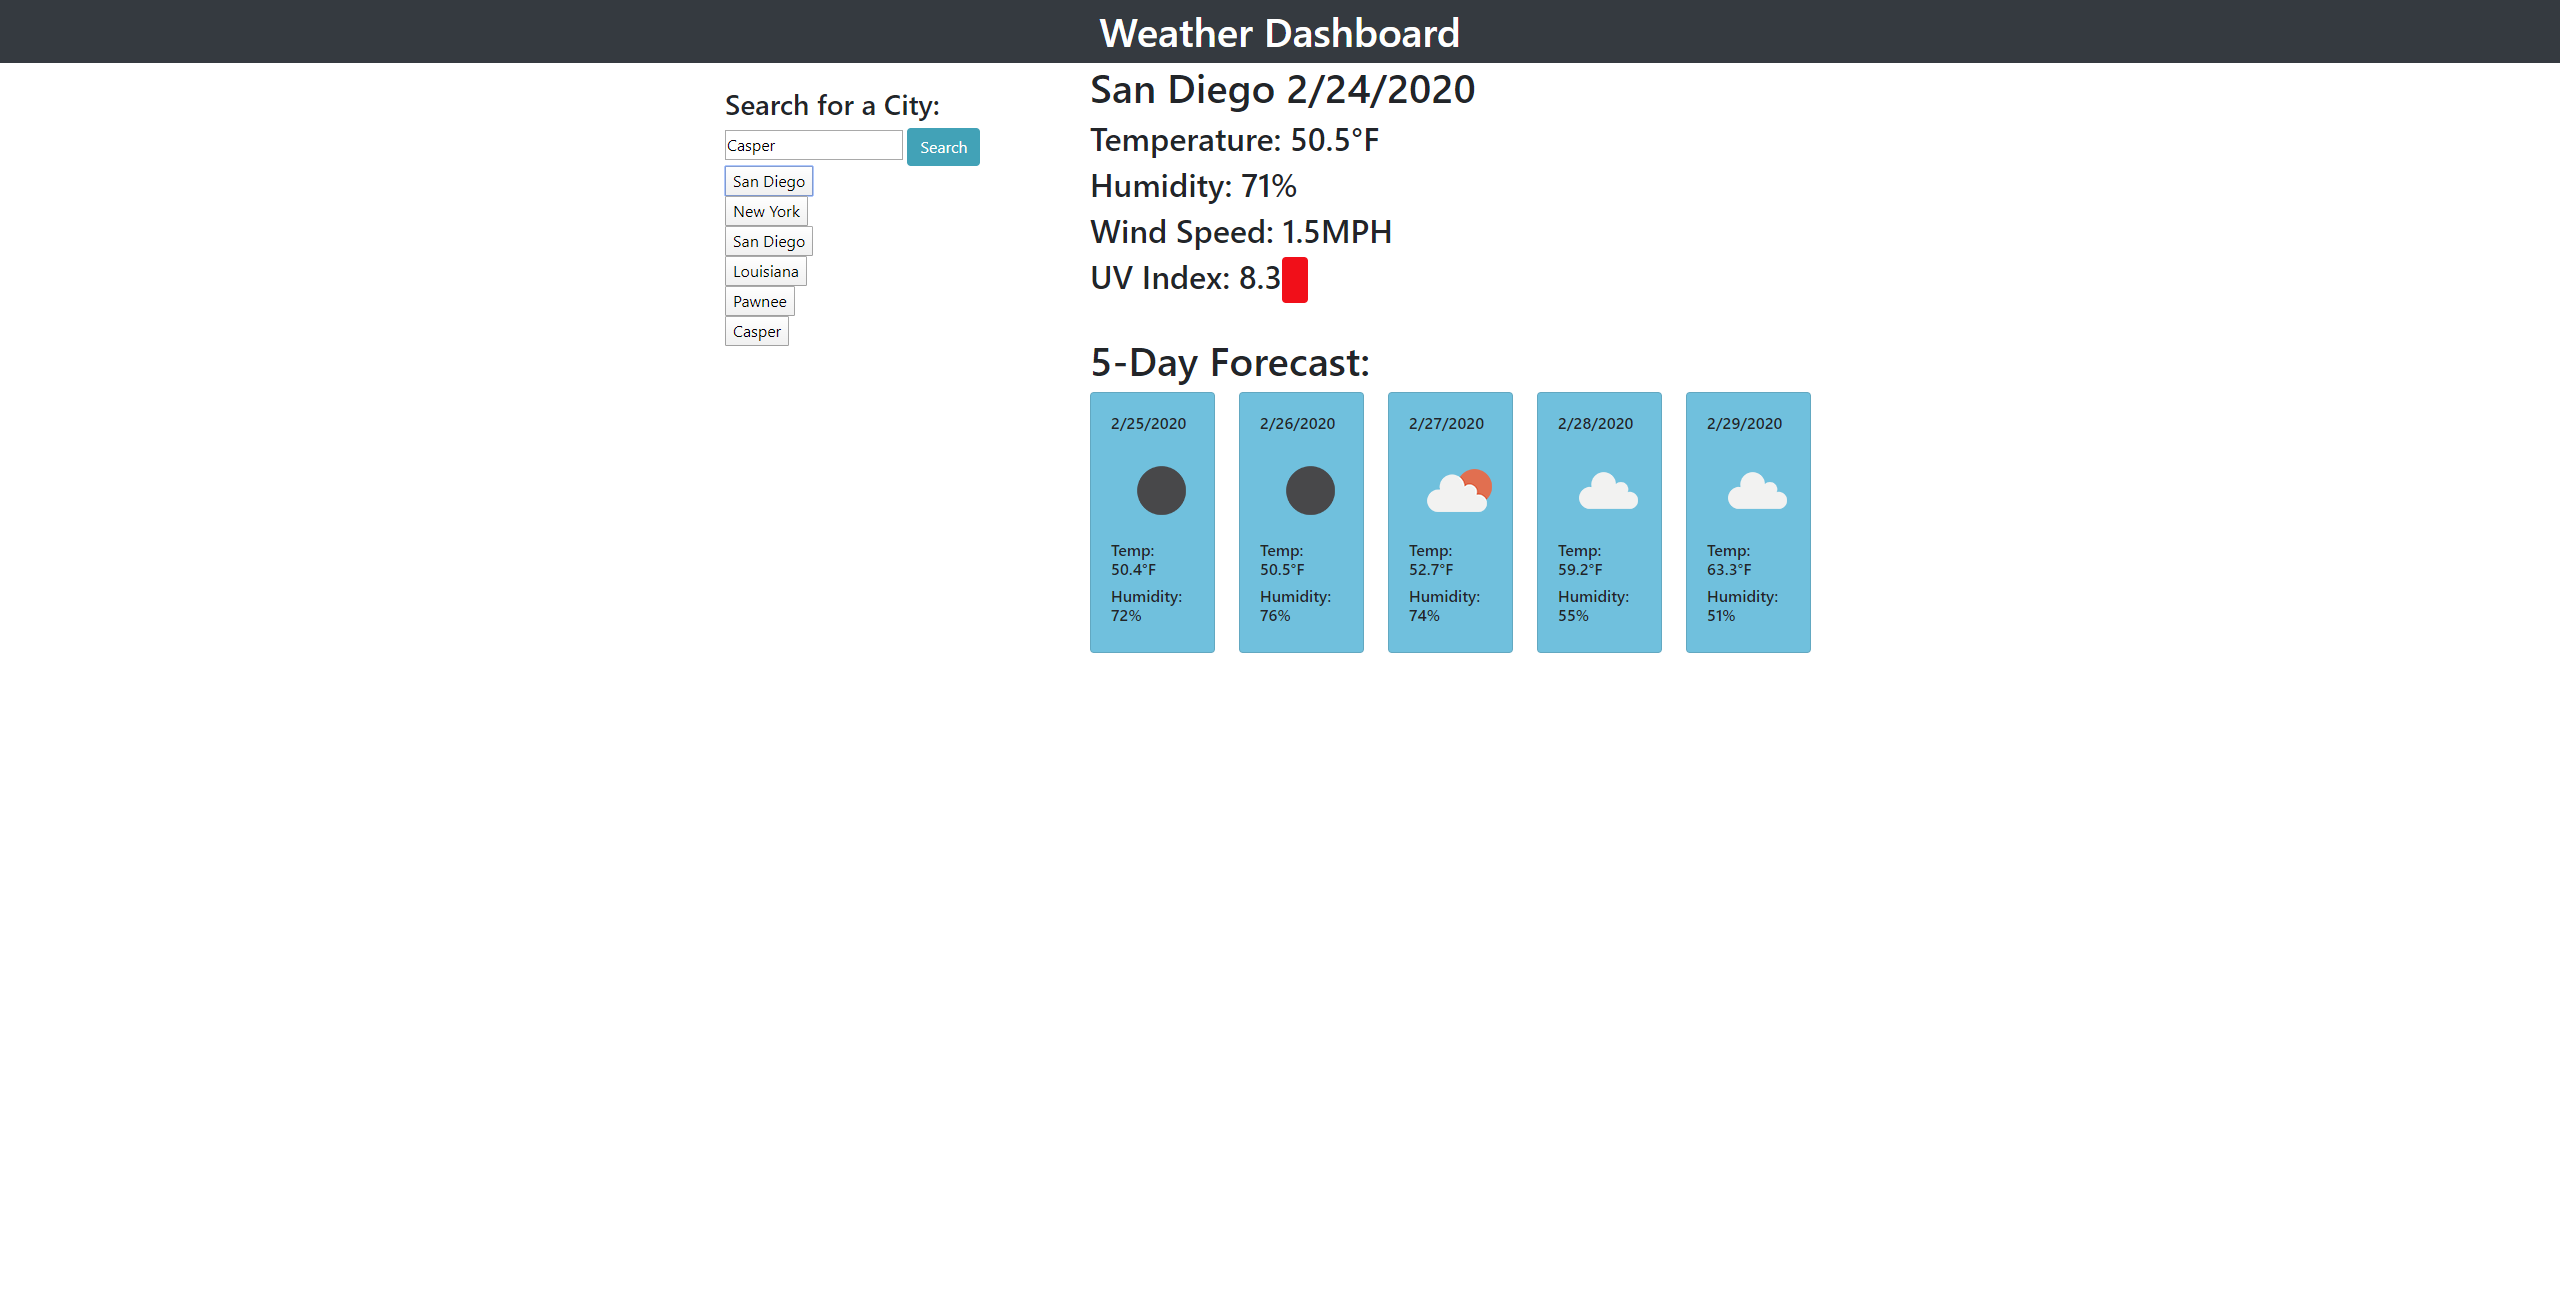 Weather Dashboard
Search for a City:
Casper
Search
San Diego
New York
San Diego
Louisiana
Pawnee
Casper
San Diego 2/24/2020
Temperature: 50.5°F
Humidity: 71%
Wind Speed: 1.5MPH
UV Index: 8.3
5-Day Forecast:
2/25/2020
Temp:
50.4°F
Humidity:
72%
2/26/2020
Temp:
50.5°F
Humidity:
76%
2/27/2020
Temp:
52.7°F
Humidity:
74%
2/28/2020
Temp:
59.2°F
Humidity:
55%
2/29/2020
Temp:
63.3°F
Humidity:
51%